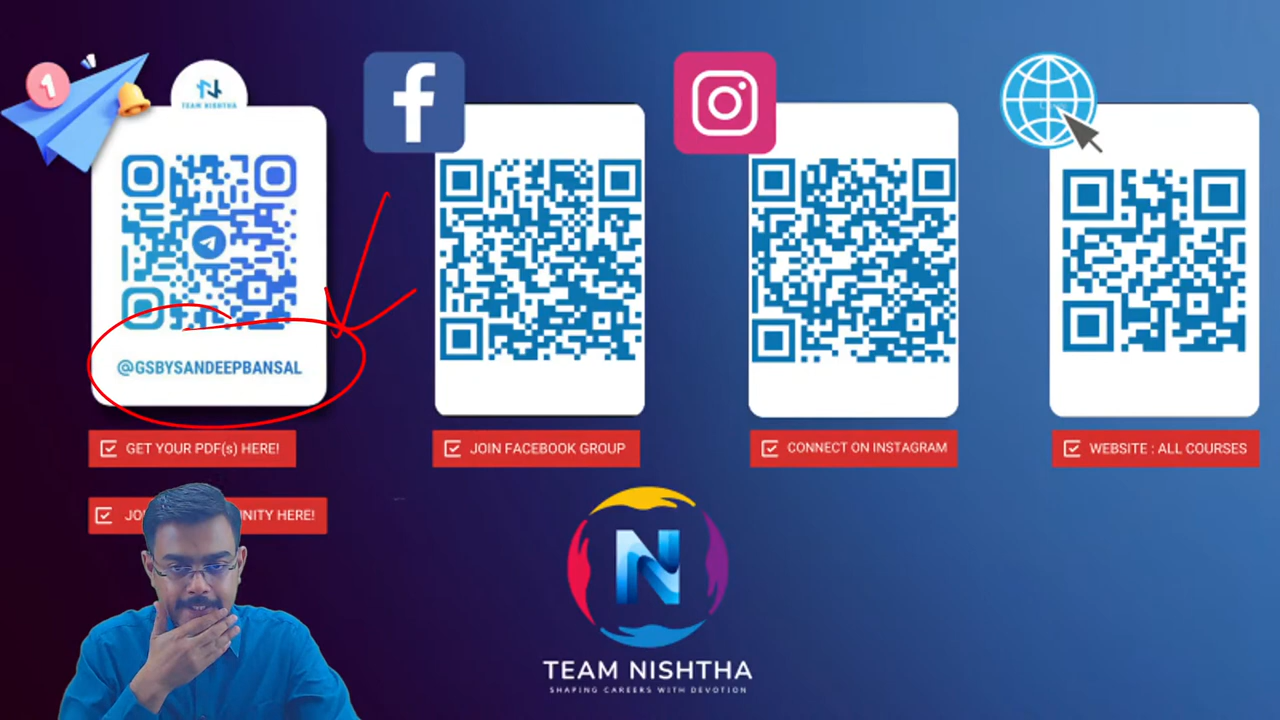 1
TEAM NISHTHA
@GSBYSANDEEPBANSAL
GET YOUR PDF(s) HERE!
JOIN FACEBOOK GROUP
CONNECT ON INSTAGRAM
WEBSITE : ALL COURSES
HERE!
N
TEAM NISHTHA
SHAPING CAREERS WITH DEVOTION